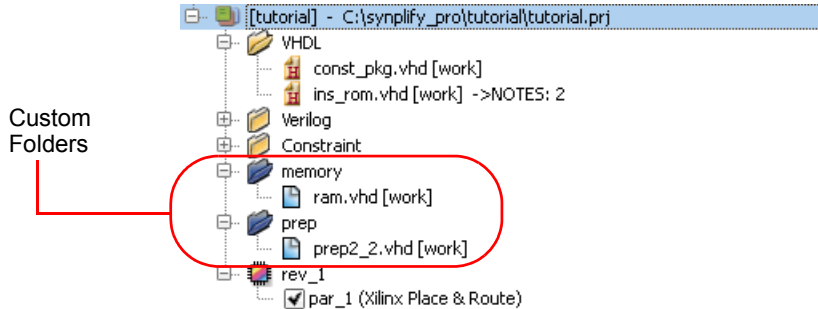 [tutorial] - C:\synplify_pro\tutorial\tutorial.prj
VHDL
const_pkg.vhd [work]
ins_rom.vhd [work] ->NOTES: 2
Verilog
Constraint
memory
ram.vhd [work]
prep
prep2_2.vhd [work]
rev_1
par_1 (Xilinx Place & Route)
Custom
Folders